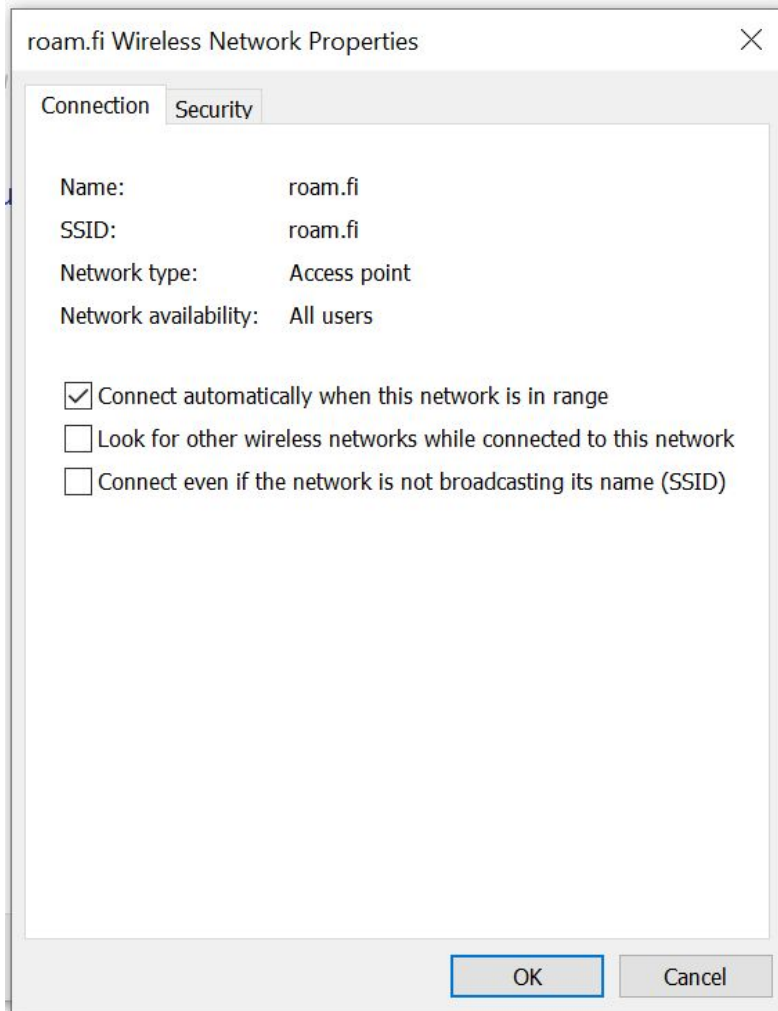 roam.fi Wireless Network Properties
Connection Security
Name: roam.fi
SSID: roam.fi
Network type: Access point
Network availability: All users
Connect automatically when this network is in range
Look for other wireless networks while connected to this network
Connect even if the network is not broadcasting its name (SSID)
OK Cancel